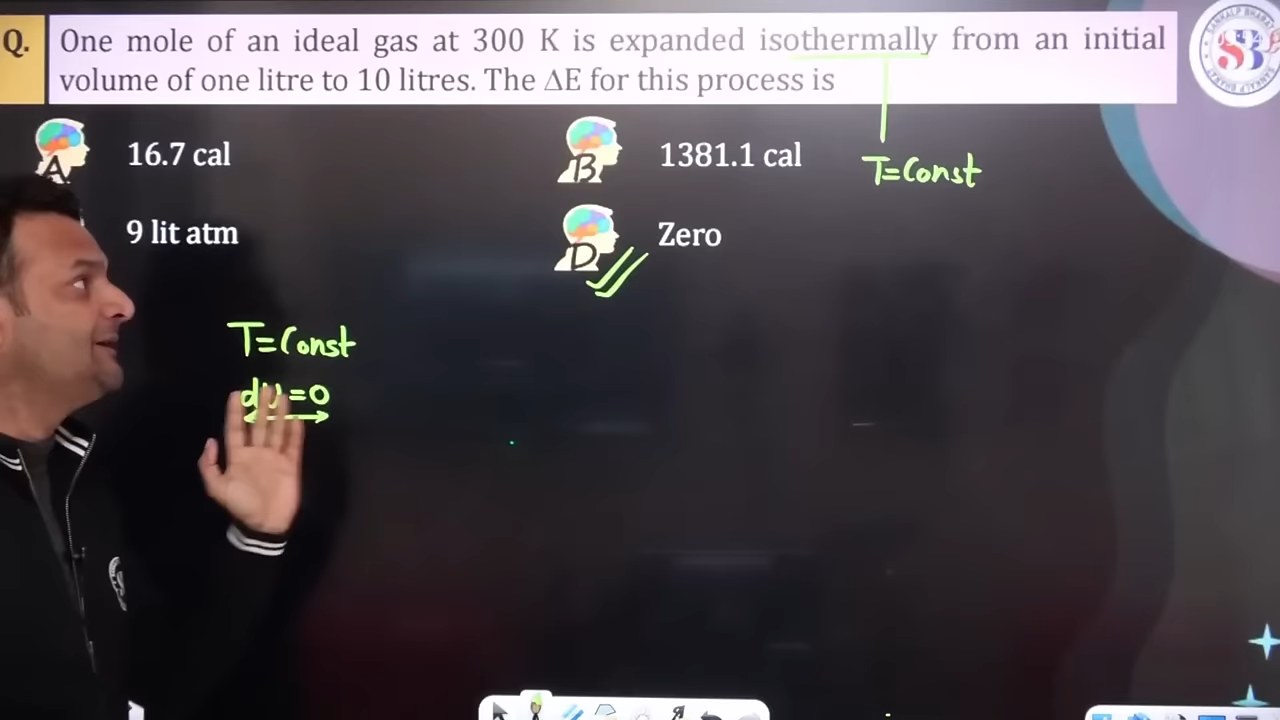 Q. One mole of an ideal gas at 300 K is expanded isothermally from an initial
volume of one litre to 10 litres. The ΔE for this process is
A 16.7 cal
B 1381.1 cal
T=Const
9 lit atm
D Zero
T=Const
=0
SB